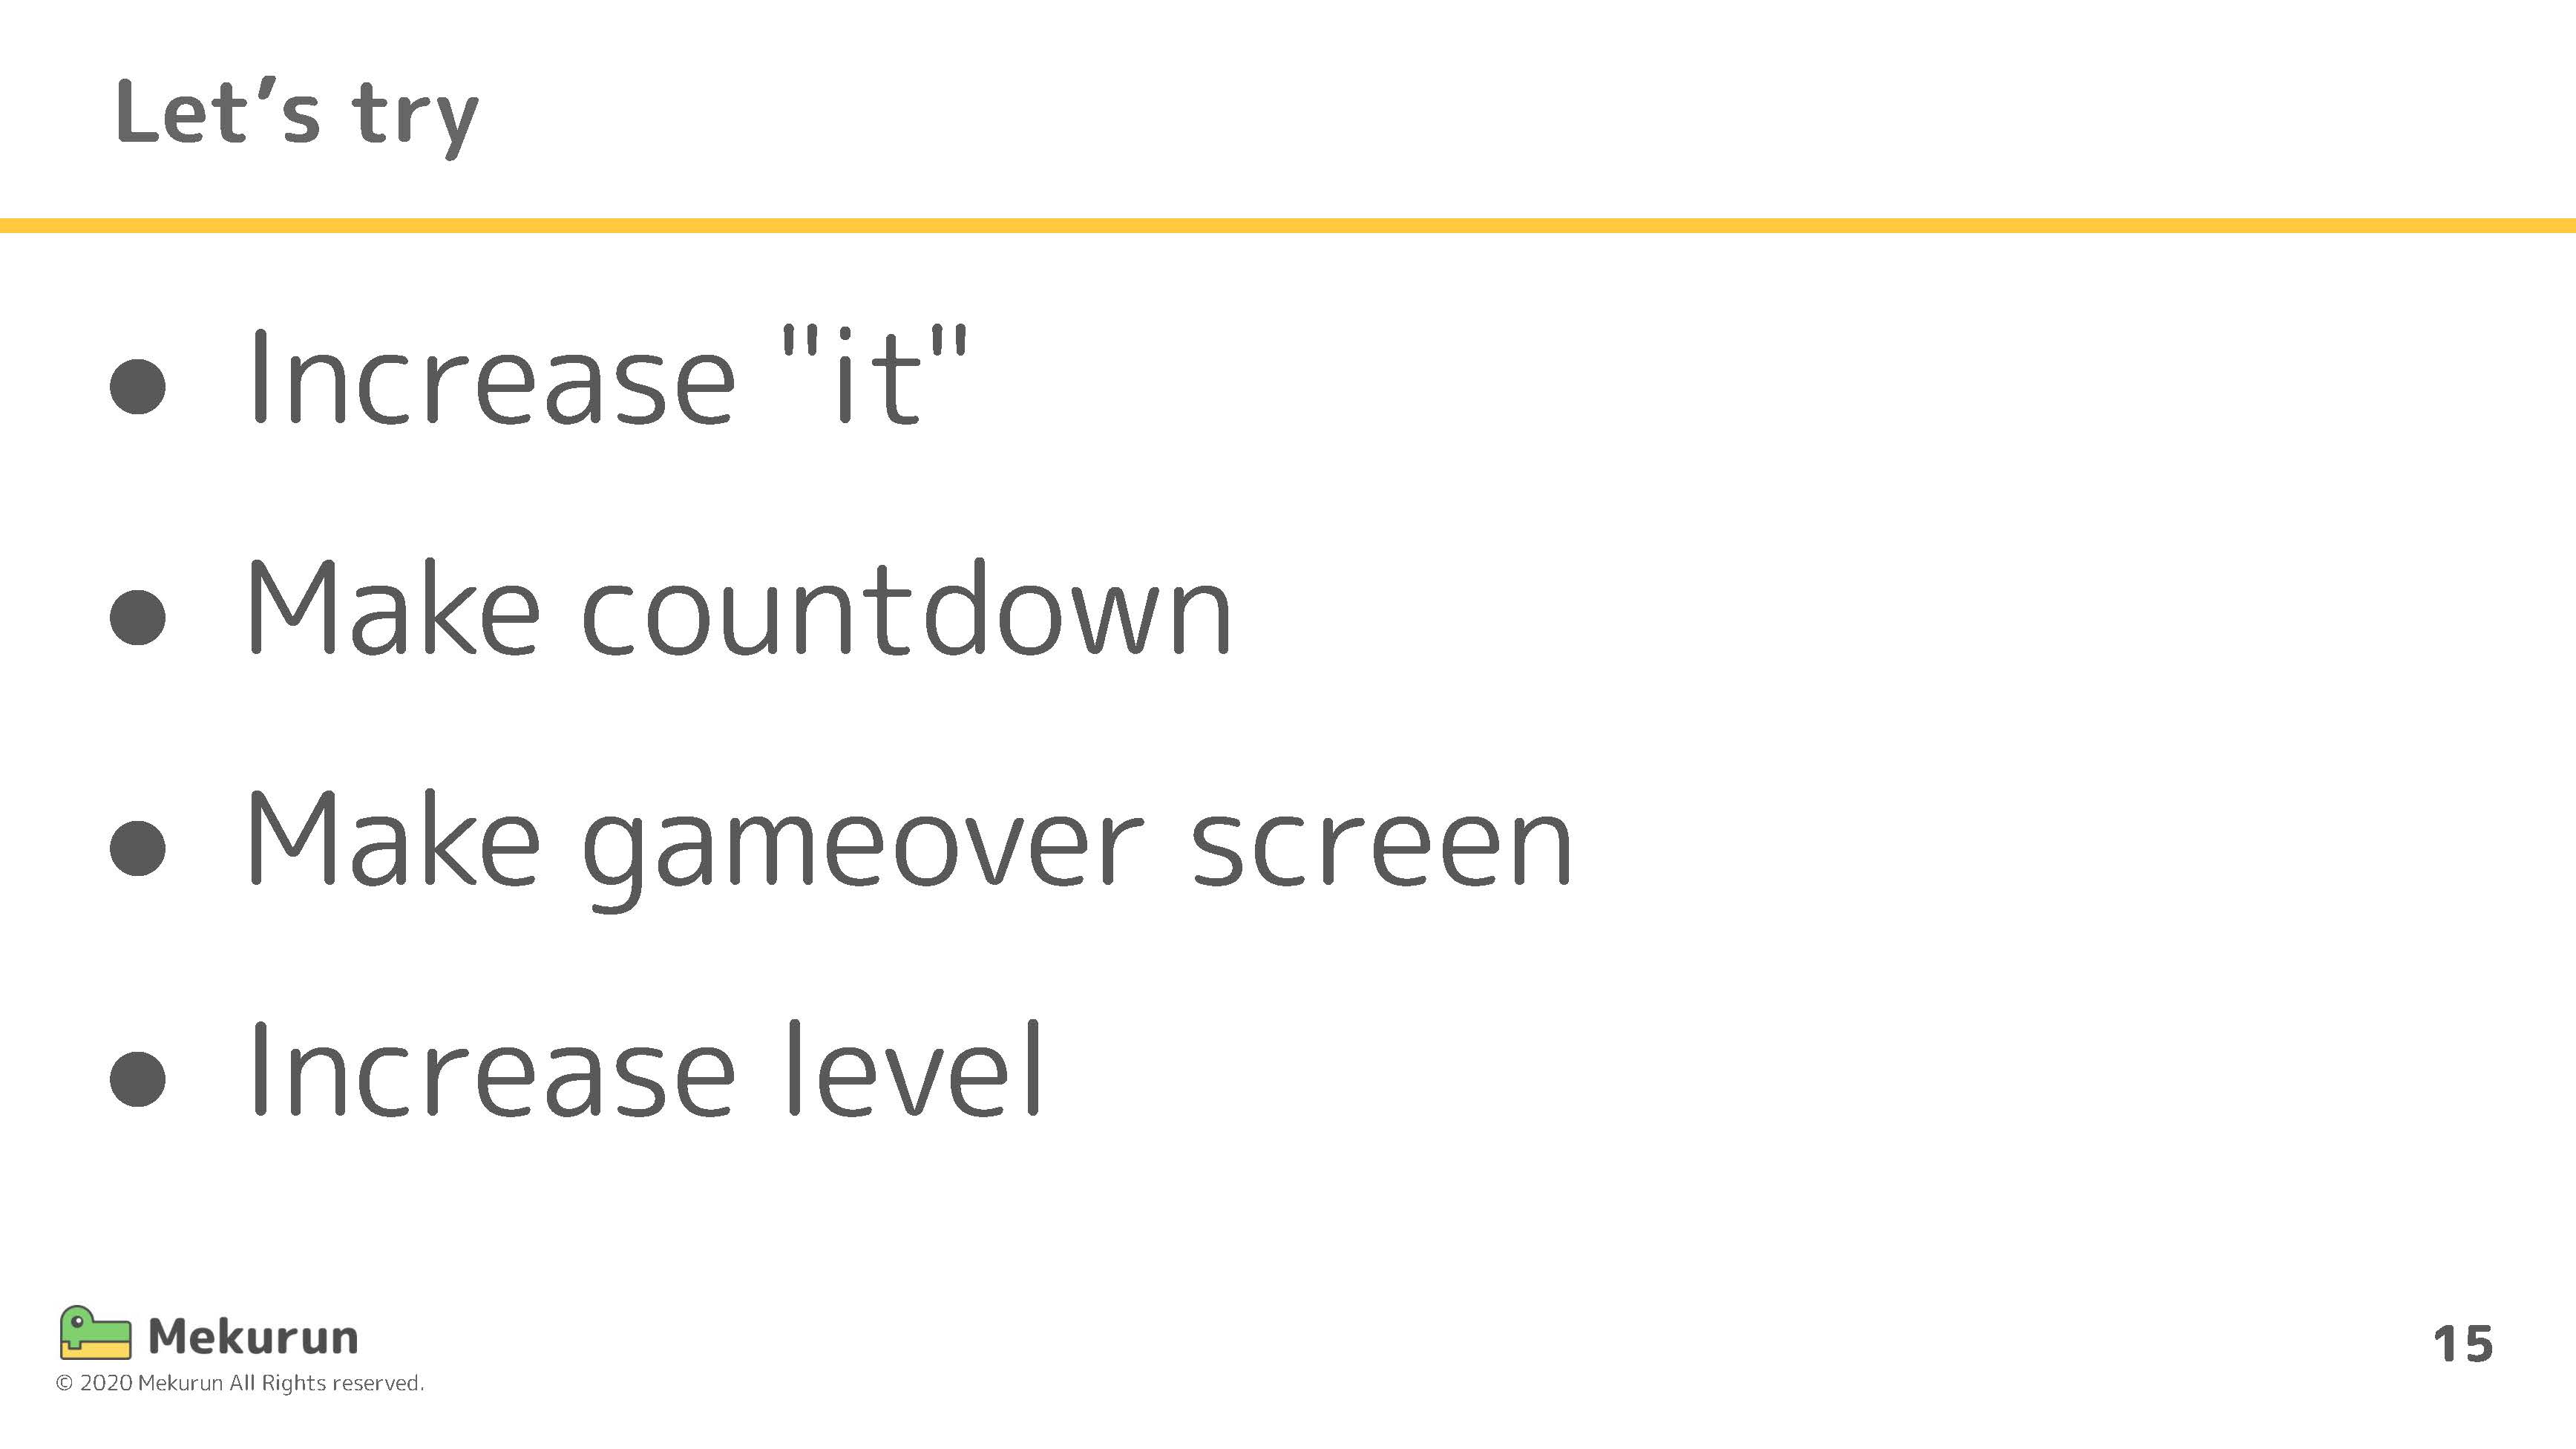 Let’s try
● Increase "it"
● Make countdown
● Make gameover screen
● Increase level
Mekurun
© 2020 Mekurun All Rights reserved.
15